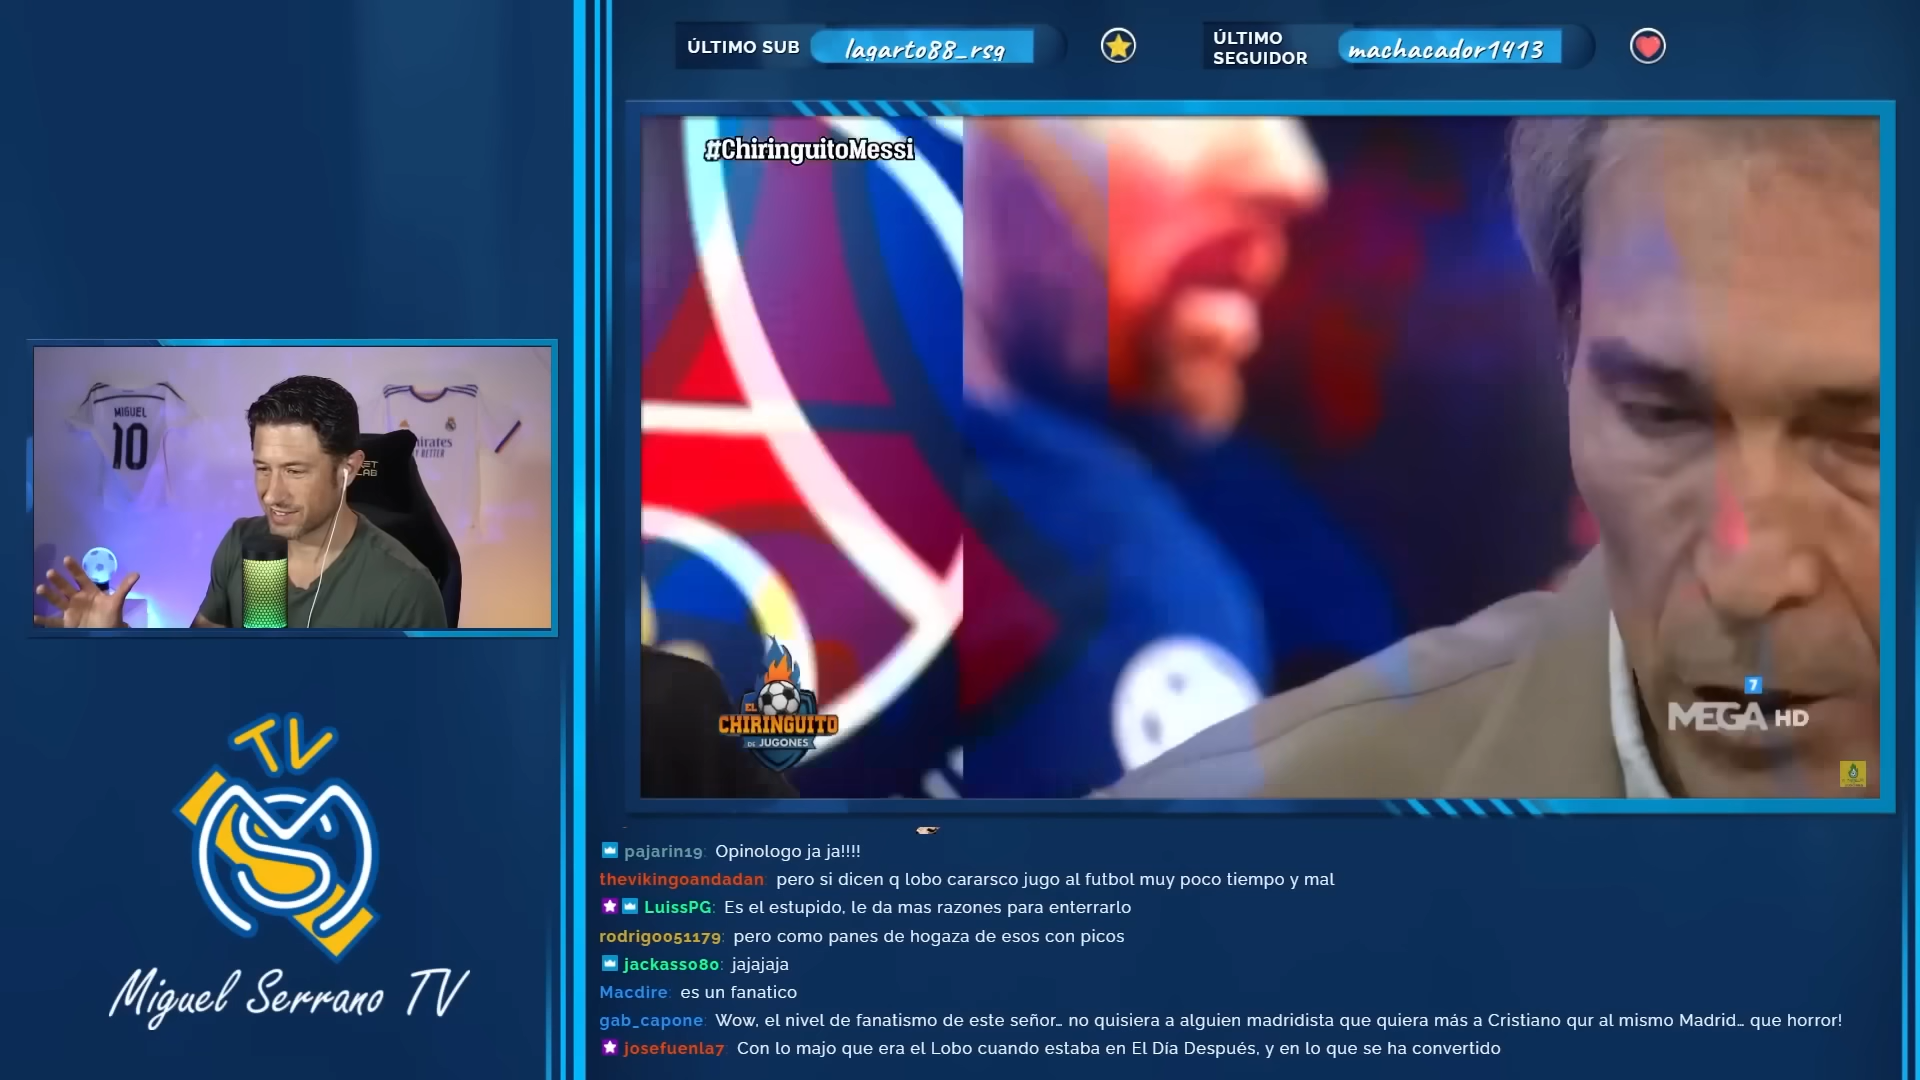 ÚLTIMO SUB
lagarto88_rsg
ÚLTIMO
SEGUIDOR
machacador1413
#ChiringuitoMessi
MIGUEL
10
EL
CHIRINGUITO
DE JUGONES
7
MEGA HD
TV
Miguel Serrano TV
pajarin19: Opinologo ja ja!!!!
thevikingoandadan: pero si dicen q lobo cararsco jugo al futbol muy poco tiempo y mal
LuissPG: Es el estupido, le da mas razones para enterrarlo
rodrigo051179: pero como panes de hogaza de esos con picos
jackass080: jajajaja
Macdire: es un fanatico
gab_capone: Wow, el nivel de fanatismo de este señor... no quisiera a alguien madridista que quiera más a Cristiano qur al mismo Madrid... que horror!
josefuenla7: Con lo majo que era el Lobo cuando estaba en El Día Después, y en lo que se ha convertido